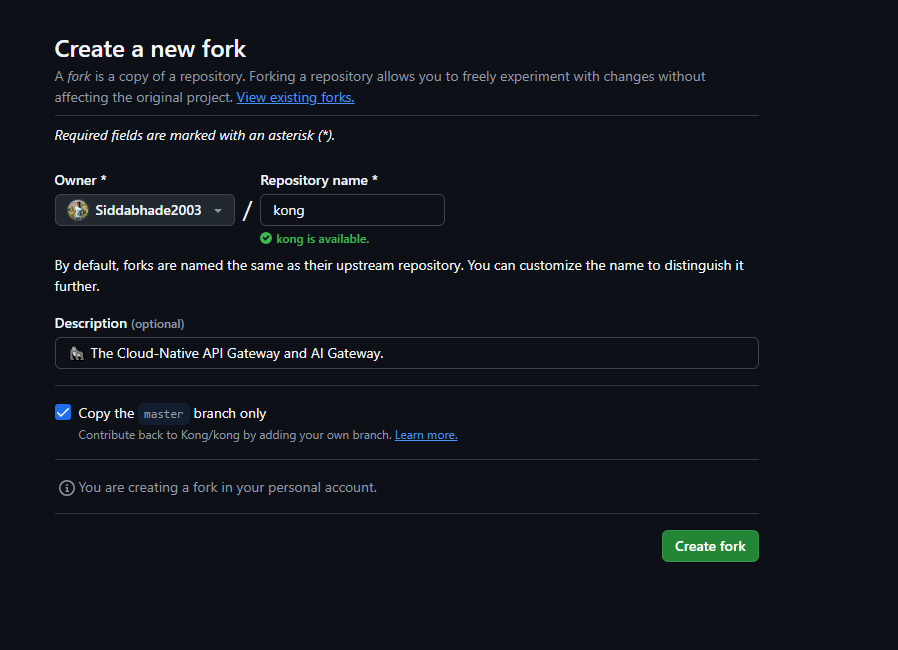 Create a new fork
A fork is a copy of a repository. Forking a repository allows you to freely experiment with changes without
affecting the original project. View existing forks.
Required fields are marked with an asterisk (*).
Owner *
Repository name *
Siddabhade2003
/
kong
kong is available.
By default, forks are named the same as their upstream repository. You can customize the name to distinguish it
further.
Description (optional)
🦍 The Cloud-Native API Gateway and AI Gateway.
Copy the master branch only
Contribute back to Kong/kong by adding your own branch. Learn more.
You are creating a fork in your personal account.
Create fork